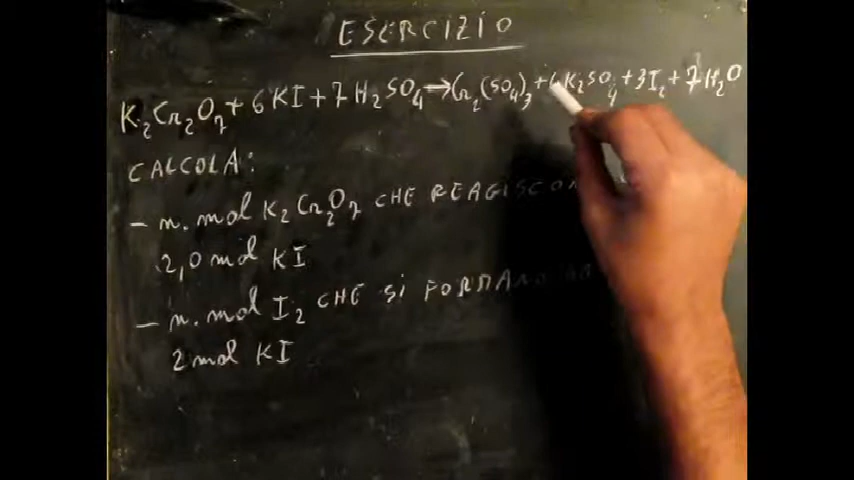 ESERCIZIO
K₂Cr₂O₇ + 6KI + 7H₂SO₄ → Cr₂(SO₄)₃ + K₂SO₄ + 3I₂ + 7H₂O
CALCOLA:
- n. mol K₂Cr₂O₇ CHE REAGISCON
2,0 mol KI
- n. mol I₂ CHE SI FORMANO
2 mol KI